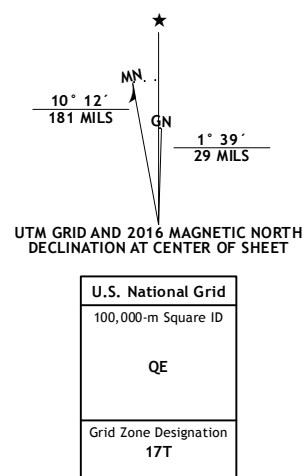 ★
MN
10° 12´
181 MILS
GN
1° 39´
29 MILS
UTM GRID AND 2016 MAGNETIC NORTH
DECLINATION AT CENTER OF SHEET
U.S. National Grid
100,000-m Square ID
QE
Grid Zone Designation
17T